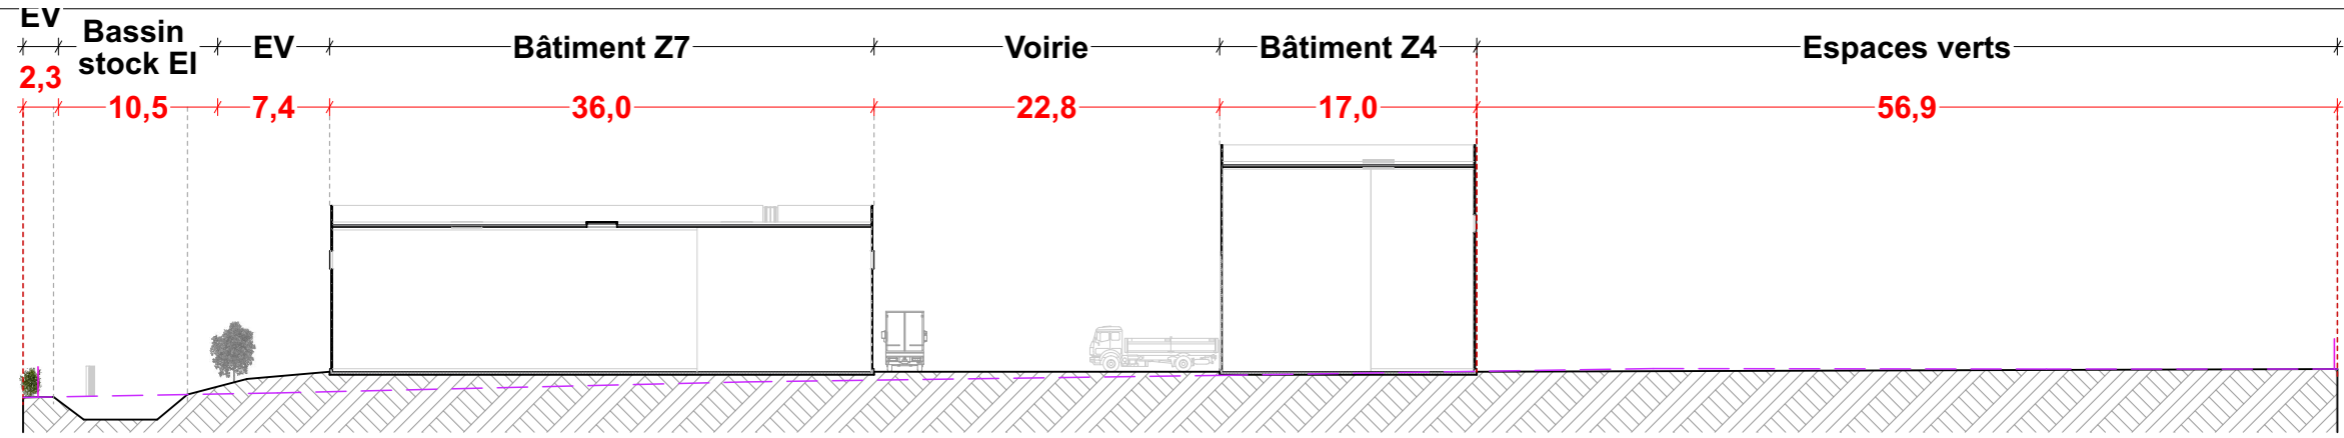 EV
Bassin
stock EI
EV
Bâtiment Z7
Voirie
Bâtiment Z4
Espaces verts
2,3
10,5
7,4
36,0
22,8
17,0
56,9